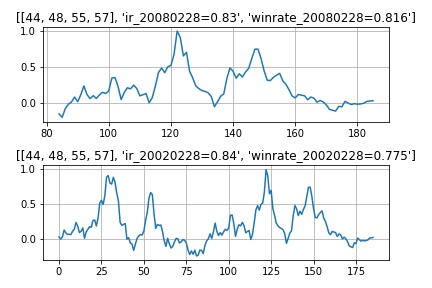 [[44, 48, 55, 57], 'ir_20080228=0.83', 'winrate_20080228=0.816']
1.0
0.5
0.0
80 100 120 140 160 180
[[44, 48, 55, 57], 'ir_20020228=0.84', 'winrate_20020228=0.775']
1.0
0.5
0.0
0 25 50 75 100 125 150 175